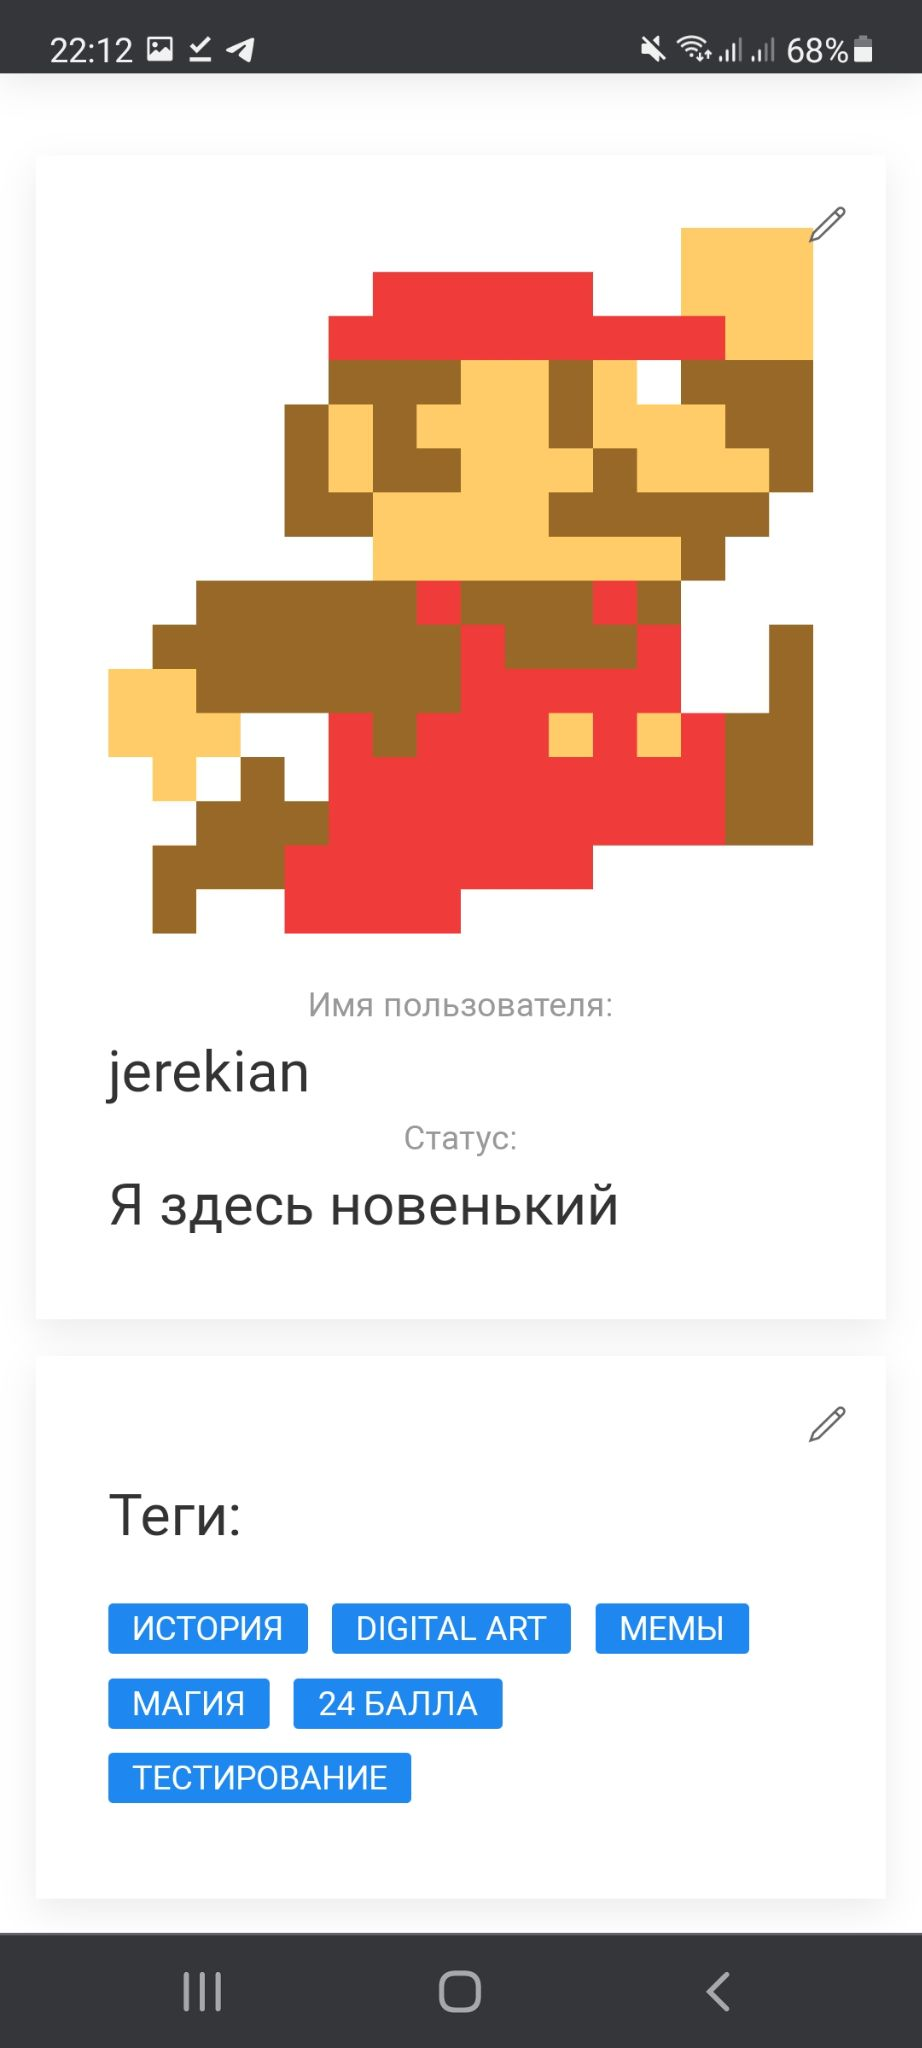 22:12 68%
Имя пользователя:
jerekian
Статус:
Я здесь новенький
Теги:
ИСТОРИЯ DIGITAL ART МЕМЫ
МАГИЯ 24 БАЛЛА
ТЕСТИРОВАНИЕ